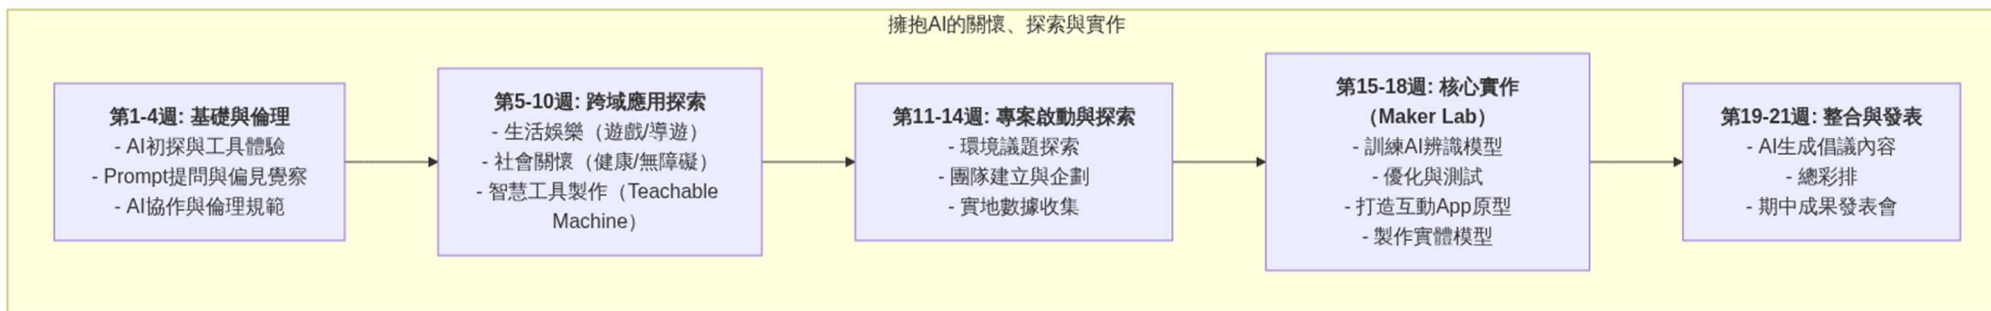 擁抱AI的關懷、探索與實作
第1-4週: 基礎與倫理
- AI初探與工具體驗
- Prompt提問與偏見覺察
- AI協作與倫理規範
第5-10週: 跨域應用探索
- 生活娛樂（遊戲/導遊）
- 社會關懷（健康/無障礙）
- 智慧工具製作（Teachable
Machine）
第11-14週: 專案啟動與探索
- 環境議題探索
- 團隊建立與企劃
- 實地數據收集
第15-18週: 核心實作
（Maker Lab）
- 訓練AI辨識模型
- 優化與測試
- 打造互動App原型
- 製作實體模型
第19-21週: 整合與發表
- AI生成倡議內容
- 總彩排
- 期中成果發表會